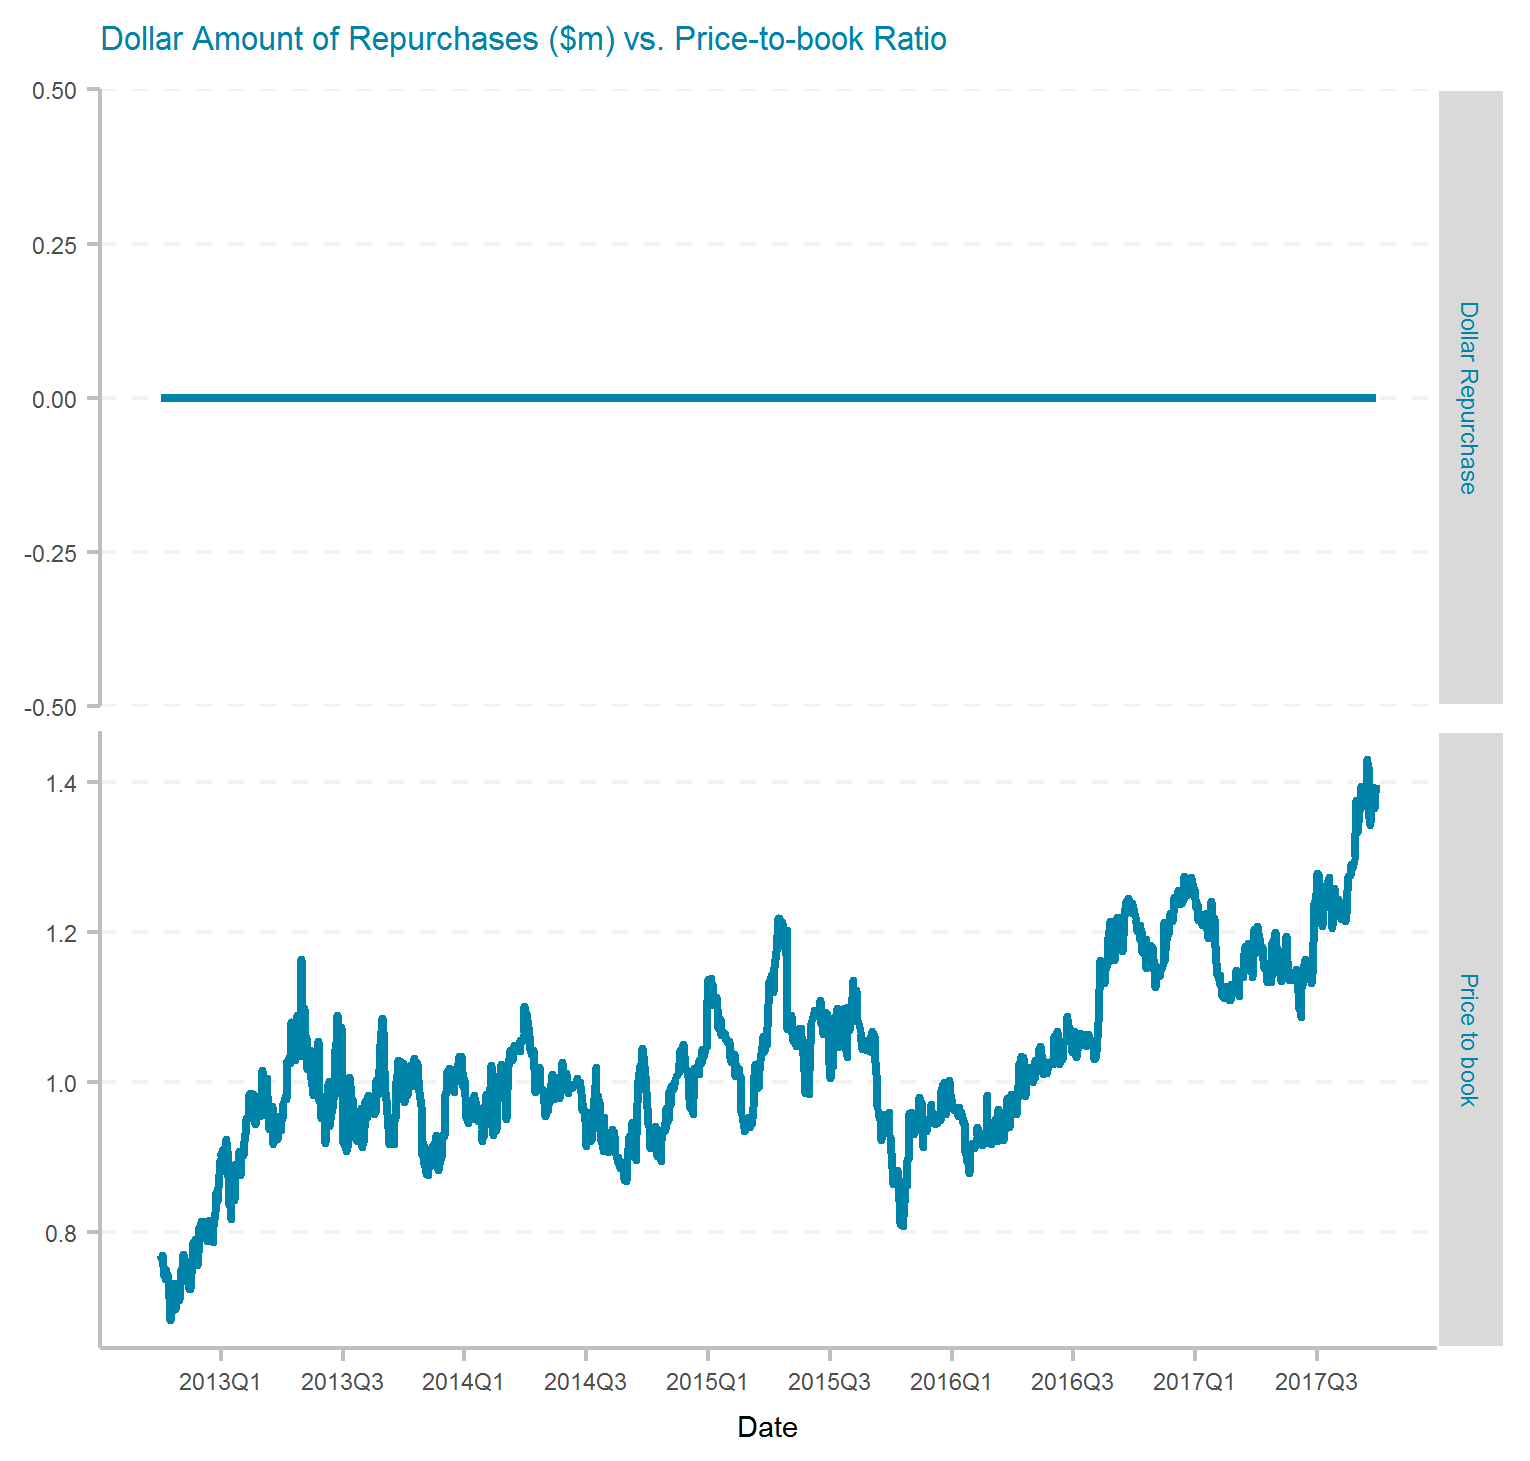 Dollar Amount of Repurchases ($m) vs. Price-to-book Ratio
0.50
0.25
0.00
-0.25
-0.50
Dollar Repurchase
1.4
1.2
1.0
0.8
Price to book
2013Q1 2013Q3 2014Q1 2014Q3 2015Q1 2015Q3 2016Q1 2016Q3 2017Q1 2017Q3
Date